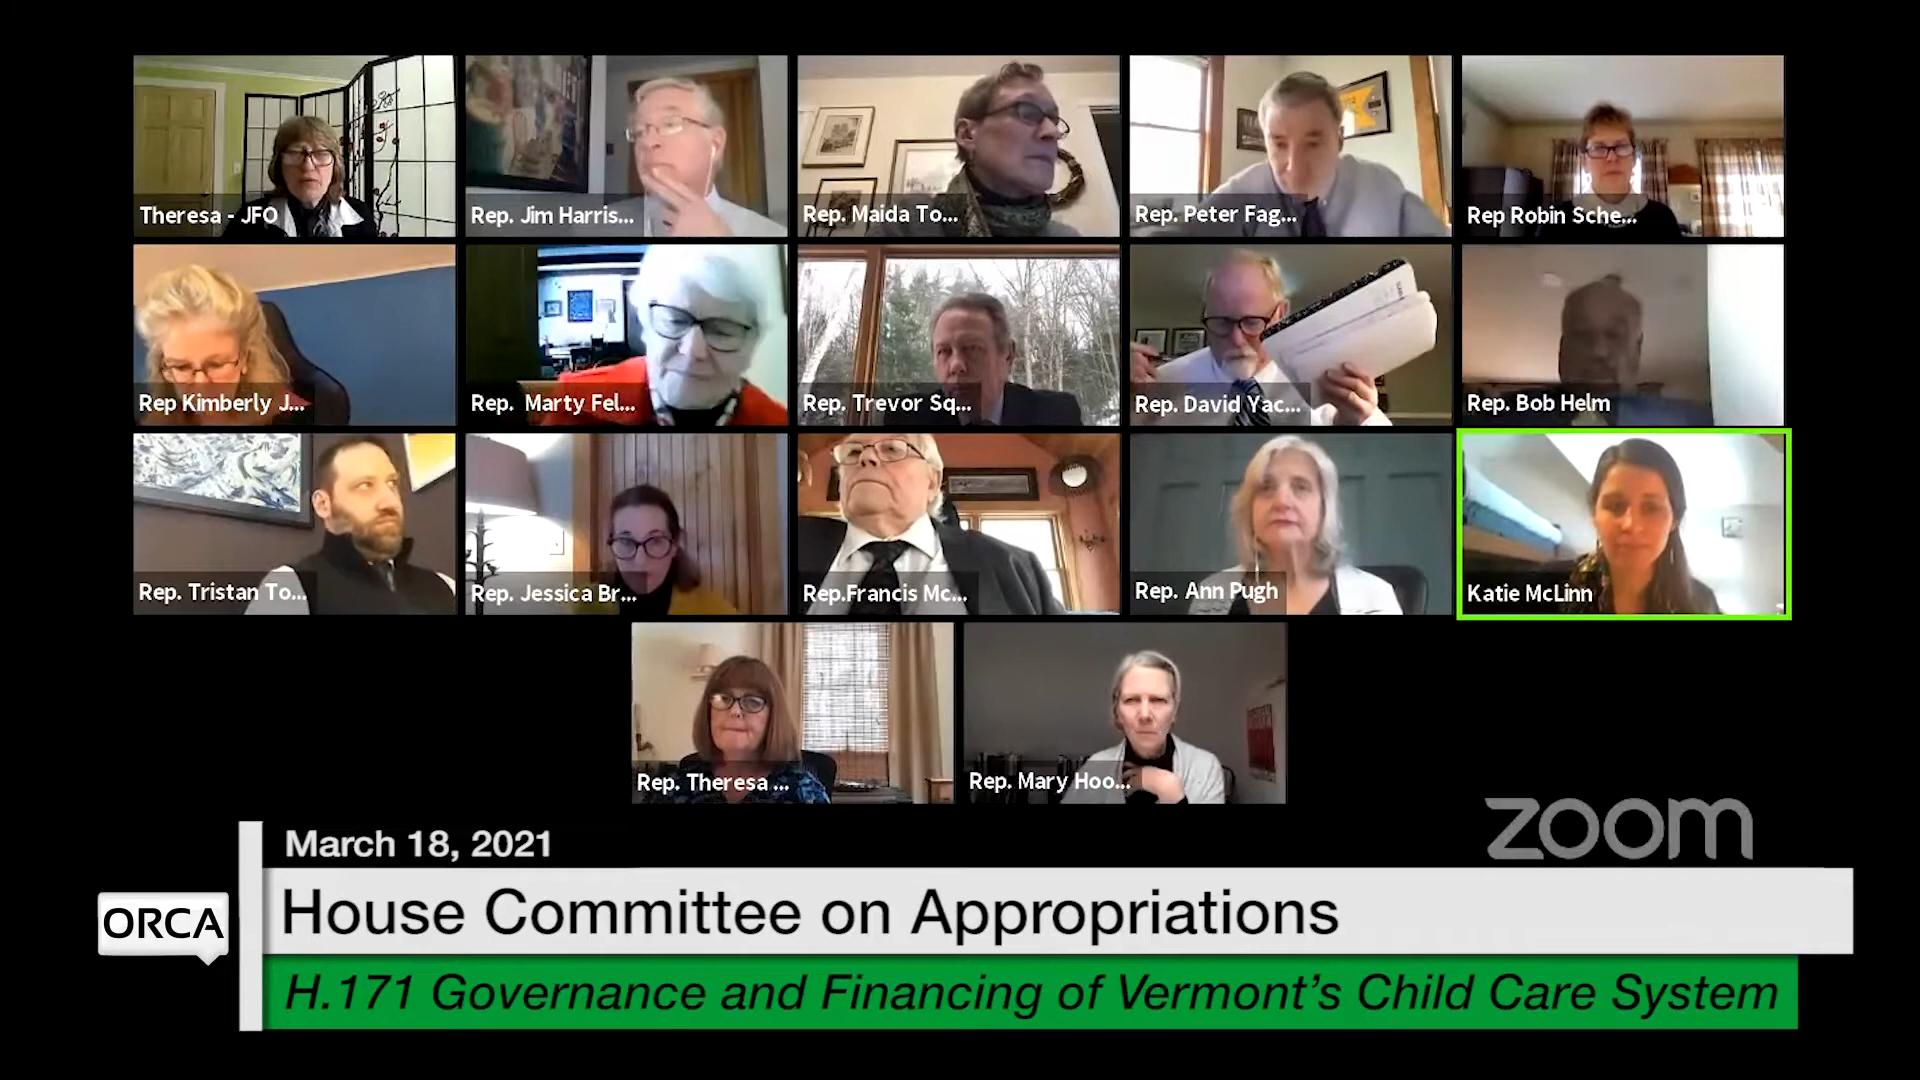 Theresa - JFO
Rep. Jim Harris...
Rep. Maida To...
Rep. Peter Fag...
Rep Robin Sche...
Rep Kimberly J...
Rep. Marty Fel...
Rep. Trevor Sq...
Rep. David Yac...
Rep. Bob Helm
Rep. Tristan To...
Rep. Jessica Br...
Rep.Francis Mc...
Rep. Ann Pugh
Katie McLinn
Rep. Theresa ...
Rep. Mary Hoo...
zoom
March 18, 2021
ORCA
House Committee on Appropriations
H.171 Governance and Financing of Vermont's Child Care System